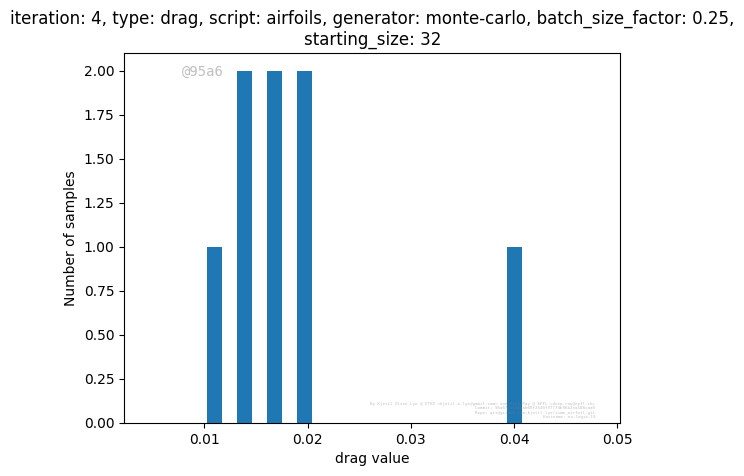 iteration: 4, type: drag, script: airfoils, generator: monte-carlo, batch_size_factor: 0.25,
starting_size: 32
@95a6
2.00
1.75
1.50
1.25
1.00
0.75
0.50
0.25
0.00
Number of samples
0.01
0.02
0.03
0.04
0.05
drag value